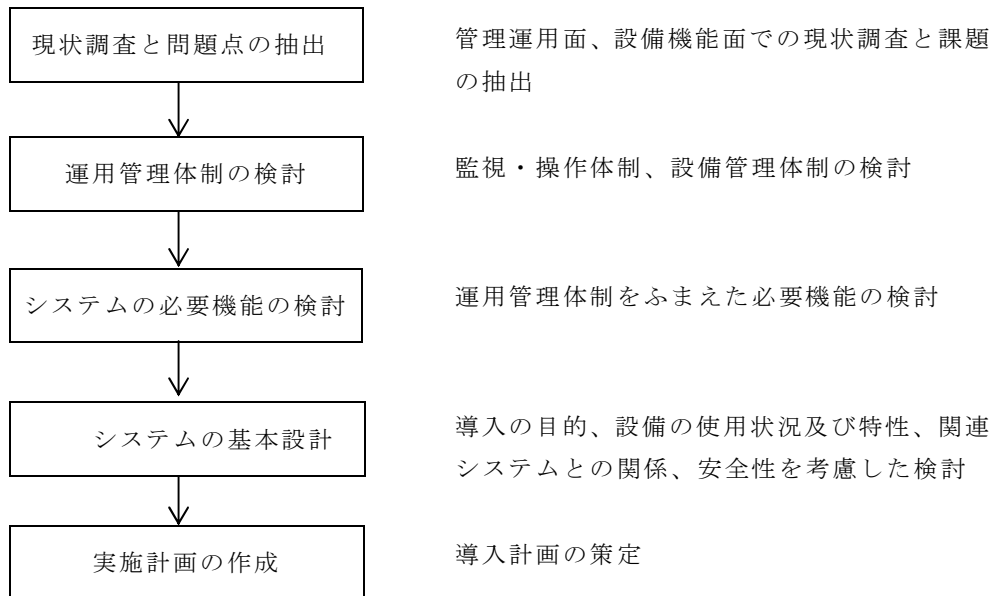 現状調査と問題点の抽出
管理運用面、設備機能面での現状調査と課題
の抽出
運用管理体制の検討
監視・操作体制、設備管理体制の検討
システムの必要機能の検討
運用管理体制をふまえた必要機能の検討
システムの基本設計
導入の目的、設備の使用状況及び特性、関連
システムとの関係、安全性を考慮した検討
実施計画の作成
導入計画の策定